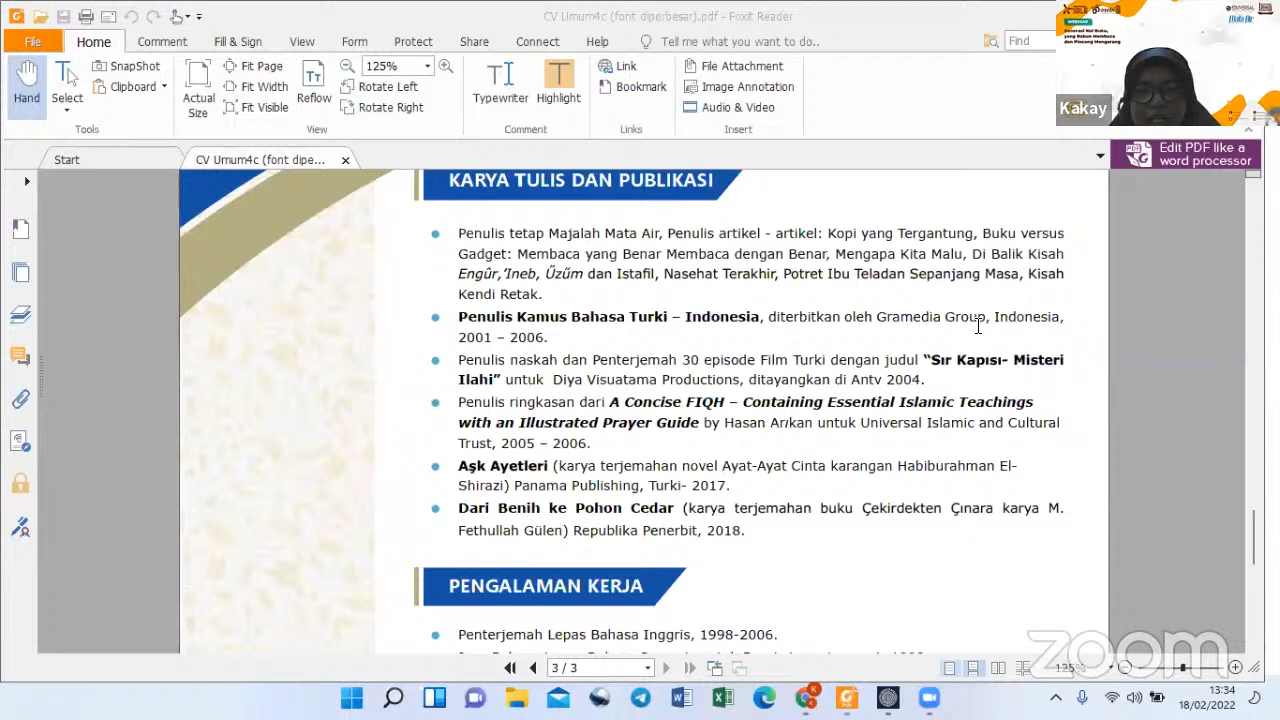 CV Umum4c (font diperbesar).pdf - Foxit Reader
File Home Comment Fill & Sign View Form Protect Share Connect Help Tell me what you want to do.. Find
Hand
Select
SnapShot
Clipboard
Tools
Actual Size
Fit Page
Fit Width
Fit Visible
Reflow
125%
Rotate Left
Rotate Right
View
Typewriter
Highlight
Comment
Link
Bookmark
Links
File Attachment
Image Annotation
Audio & Video
Insert
WEBINAR
Generasi Nol Buku,
yang Rabun Membaca
dan Pincang Mengarang
Kakay
Start
CV Umum4c (font dipe...
Edit PDF like a
word processor
KARYA TULIS DAN PUBLIKASI
Penulis tetap Majalah Mata Air, Penulis artikel - artikel: Kopi yang Tergantung, Buku versus
Gadget: Membaca yang Benar Membaca dengan Benar, Mengapa Kita Malu, Di Balik Kisah
Engûr,'Ineb, Űzűm dan Istafil, Nasehat Terakhir, Potret Ibu Teladan Sepanjang Masa, Kisah
Kendi Retak.
Penulis Kamus Bahasa Turki – Indonesia, diterbitkan oleh Gramedia Group, Indonesia,
2001 – 2006.
Penulis naskah dan Penterjemah 30 episode Film Turki dengan judul “Sır Kapısı- Misteri
Ilahi” untuk Diya Visuatama Productions, ditayangkan di Antv 2004.
Penulis ringkasan dari A Concise FIQH – Containing Essential Islamic Teachings
with an Illustrated Prayer Guide by Hasan Arıkan untuk Universal Islamic and Cultural
Trust, 2005 – 2006.
Aşk Ayetleri (karya terjemahan novel Ayat-Ayat Cinta karangan Habiburahman El-
Shirazi) Panama Publishing, Turki- 2017.
Dari Benih ke Pohon Cedar (karya terjemahan buku Çekirdekten Çınara karya M.
Fethullah Gülen) Republika Penerbit, 2018.
PENGALAMAN KERJA
Penterjemah Lepas Bahasa Inggris, 1998-2006.
zoom
3 / 3
125%
13:34
18/02/2022